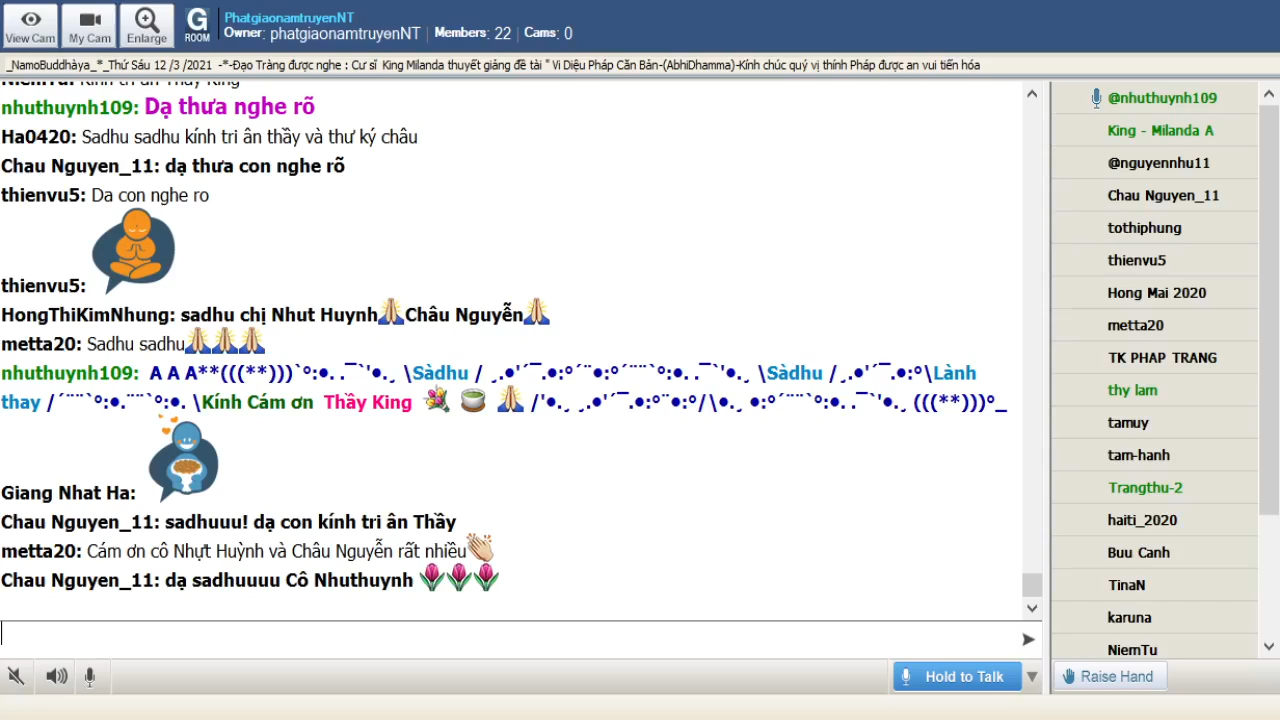 View Cam
My Cam
Enlarge
G
ROOM
PhatgiaonamtruyenNT
Owner: phatgiaonamtruyenNT | Members: 22 | Cams: 0
_NamoBuddhàya_*_Thứ Sáu 12 /3 /2021 -*-Đạo Tràng được nghe : Cư sĩ King Milanda thuyết giảng đề tài " Vi Diệu Pháp Căn Bản-(AbhiDhamma)-Kính chúc quý vị thính Pháp được an vui tiến hóa
nhuthuynh109: Dạ thưa nghe rõ
Ha0420: Sadhu sadhu kính tri ân thầy và thư ký châu
Chau Nguyen_11: dạ thưa con nghe rõ
thienvu5: Da con nghe ro
thienvu5:
HongThiKimNhung: sadhu chị Nhut Huynh🙏Châu Nguyễn🙏
metta20: Sadhu sadhu🙏🙏🙏
nhuthuynh109: A A A**(((**)))`°:•. .¯`'•.¸ \Sàdhu / ¸.•'´¯.•:°´¨•:°´¨¨`°:•. .¯`'•.¸ \Sàdhu /¸.•'´¯.•:°\Lành
thay /´¨¨`°:•.¨¨`°:•. \Kính Cám ơn Thầy King 💐 🍵 🙏 /'•.¸ ¸.•'´¯.•:°¨•:°/\•.¸ •:°´¨¨`°:•. .¯`'•.¸ (((**)))°_
Giang Nhat Ha:
Chau Nguyen_11: sadhuuu! dạ con kính tri ân Thầy
metta20: Cám ơn cô Nhựt Huỳnh và Châu Nguyễn rất nhiều👏
Chau Nguyen_11: dạ sadhuuuu Cô Nhuthuynh 🌷🌷🌷
@nhuthuynh109
King - Milanda A
@nguyennhu11
Chau Nguyen_11
tothiphung
thienvu5
Hong Mai 2020
metta20
TK PHAP TRANG
thy lam
tamuy
tam-hanh
Trangthu-2
haiti_2020
Buu Canh
TinaN
karuna
NiemTu
Hold to Talk
Raise Hand